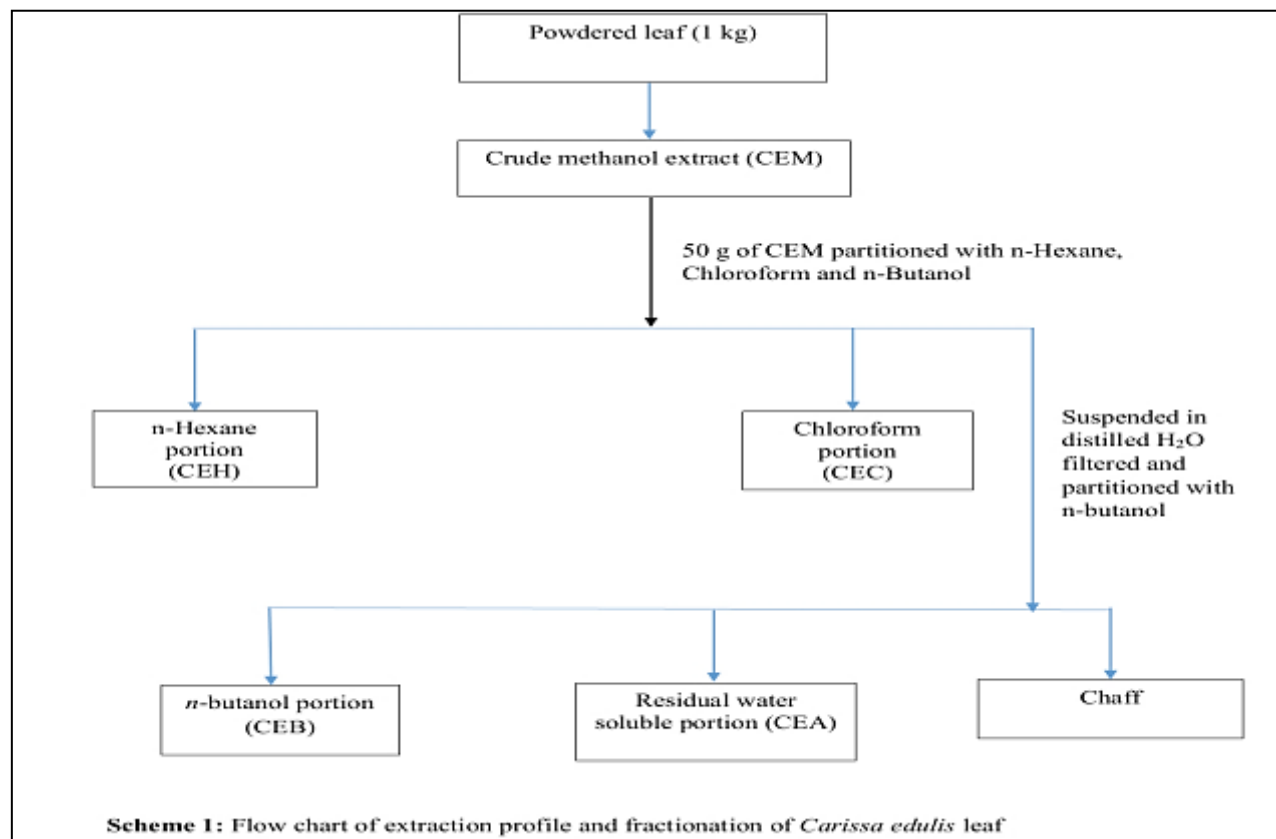 Powdered leaf (1 kg)
Crude methanol extract (CEM)
50 g of CEM partitioned with n-Hexane,
Chloroform and n-Butanol
n-Hexane
portion
(CEH)
Chloroform
portion
(CEC)
Suspended in
distilled H₂O
filtered and
partitioned with
n-butanol
n-butanol portion
(CEB)
Residual water
soluble portion (CEA)
Chaff
Scheme 1: Flow chart of extraction profile and fractionation of Carissa edulis leaf